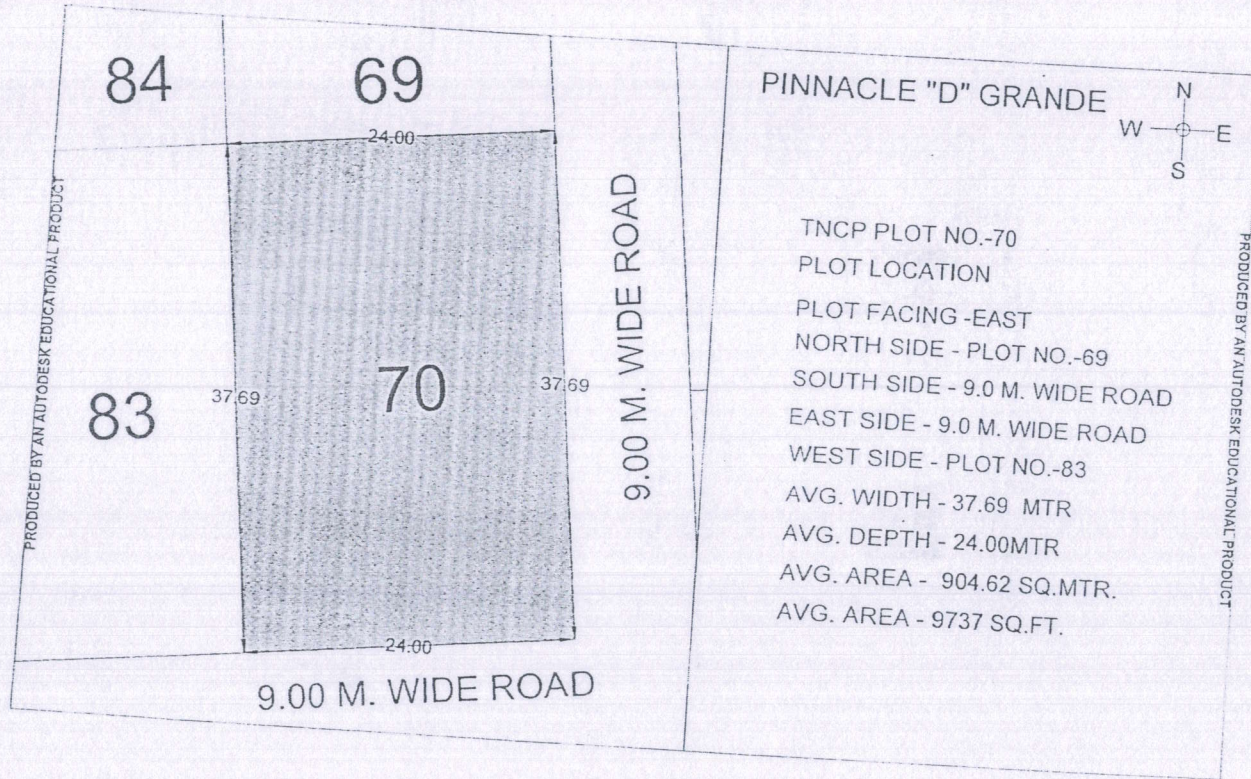 84
69
24.00
83
37.69
70
37.69
24.00
9.00 M. WIDE ROAD
9.00 M. WIDE ROAD
PRODUCED BY AN AUTODESK EDUCATIONAL PRODUCT
PINNACLE "D" GRANDE
N
W
E
S
TNCP PLOT NO.-70
PLOT LOCATION
PLOT FACING -EAST
NORTH SIDE - PLOT NO.-69
SOUTH SIDE - 9.0 M. WIDE ROAD
EAST SIDE - 9.0 M. WIDE ROAD
WEST SIDE - PLOT NO.-83
AVG. WIDTH - 37.69 MTR
AVG. DEPTH - 24.00MTR
AVG. AREA - 904.62 SQ.MTR.
AVG. AREA - 9737 SQ.FT.
PRODUCED BY AN AUTODESK EDUCATIONAL PRODUCT